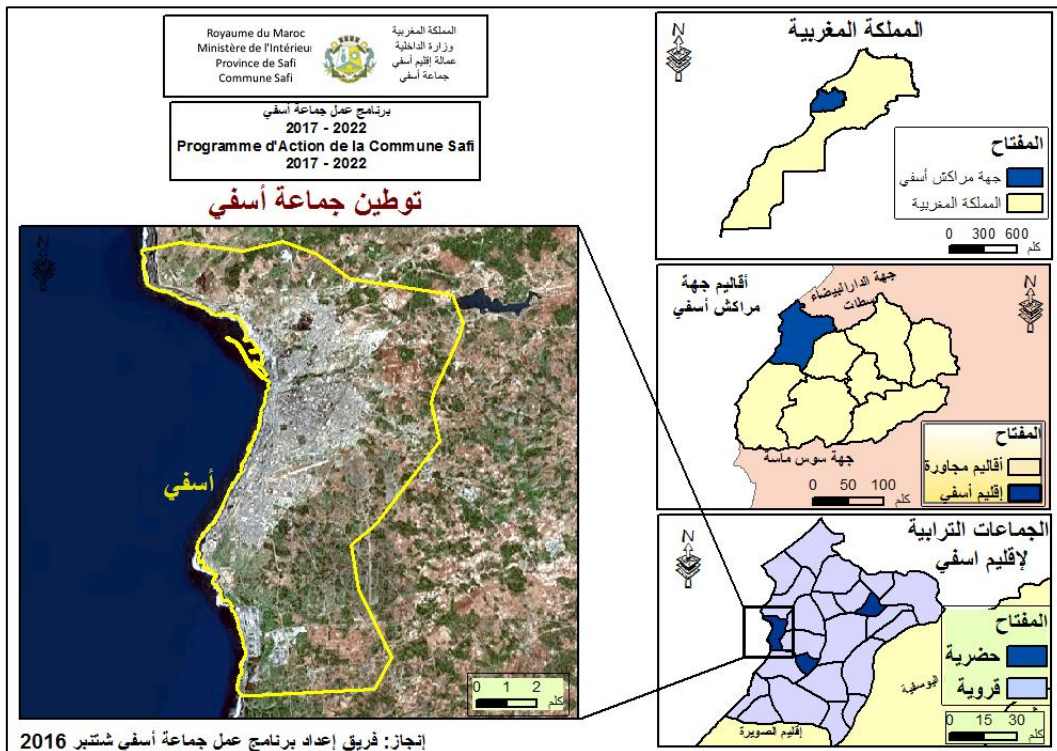 Royaume du Maroc
Ministère de l'Intérieur
Province de Safi
Commune Safi
المملكة المغربية
وزارة الداخلية
عمالة إقليم أسفي
جماعة أسفي
برنامج عمل جماعة أسفي
2017 - 2022
Programme d'Action de la Commune Safi
2017 - 2022
توطين جماعة أسفي
N
أسفي
0 1 2
كلم
إنجاز: فريق إعداد برنامج عمل جماعة أسفي شتنبر 2016
المملكة المغربية
N
المفتاح
جهة مراكش أسفي
المملكة المغربية
0 300 600
كلم
أقاليم جهة
مراكش أسفي
جهة الدارالبيضاء
سطات
N
جهة سوس ماسة
المفتاح
أقاليم مجاورة
إقليم أسفي
0 50 100
كلم
الجماعات الترابية
لإقليم اسفي
N
المفتاح
حضرية
قروية
اليوسفية
إقليم الصويرة
0 15 30
كلم